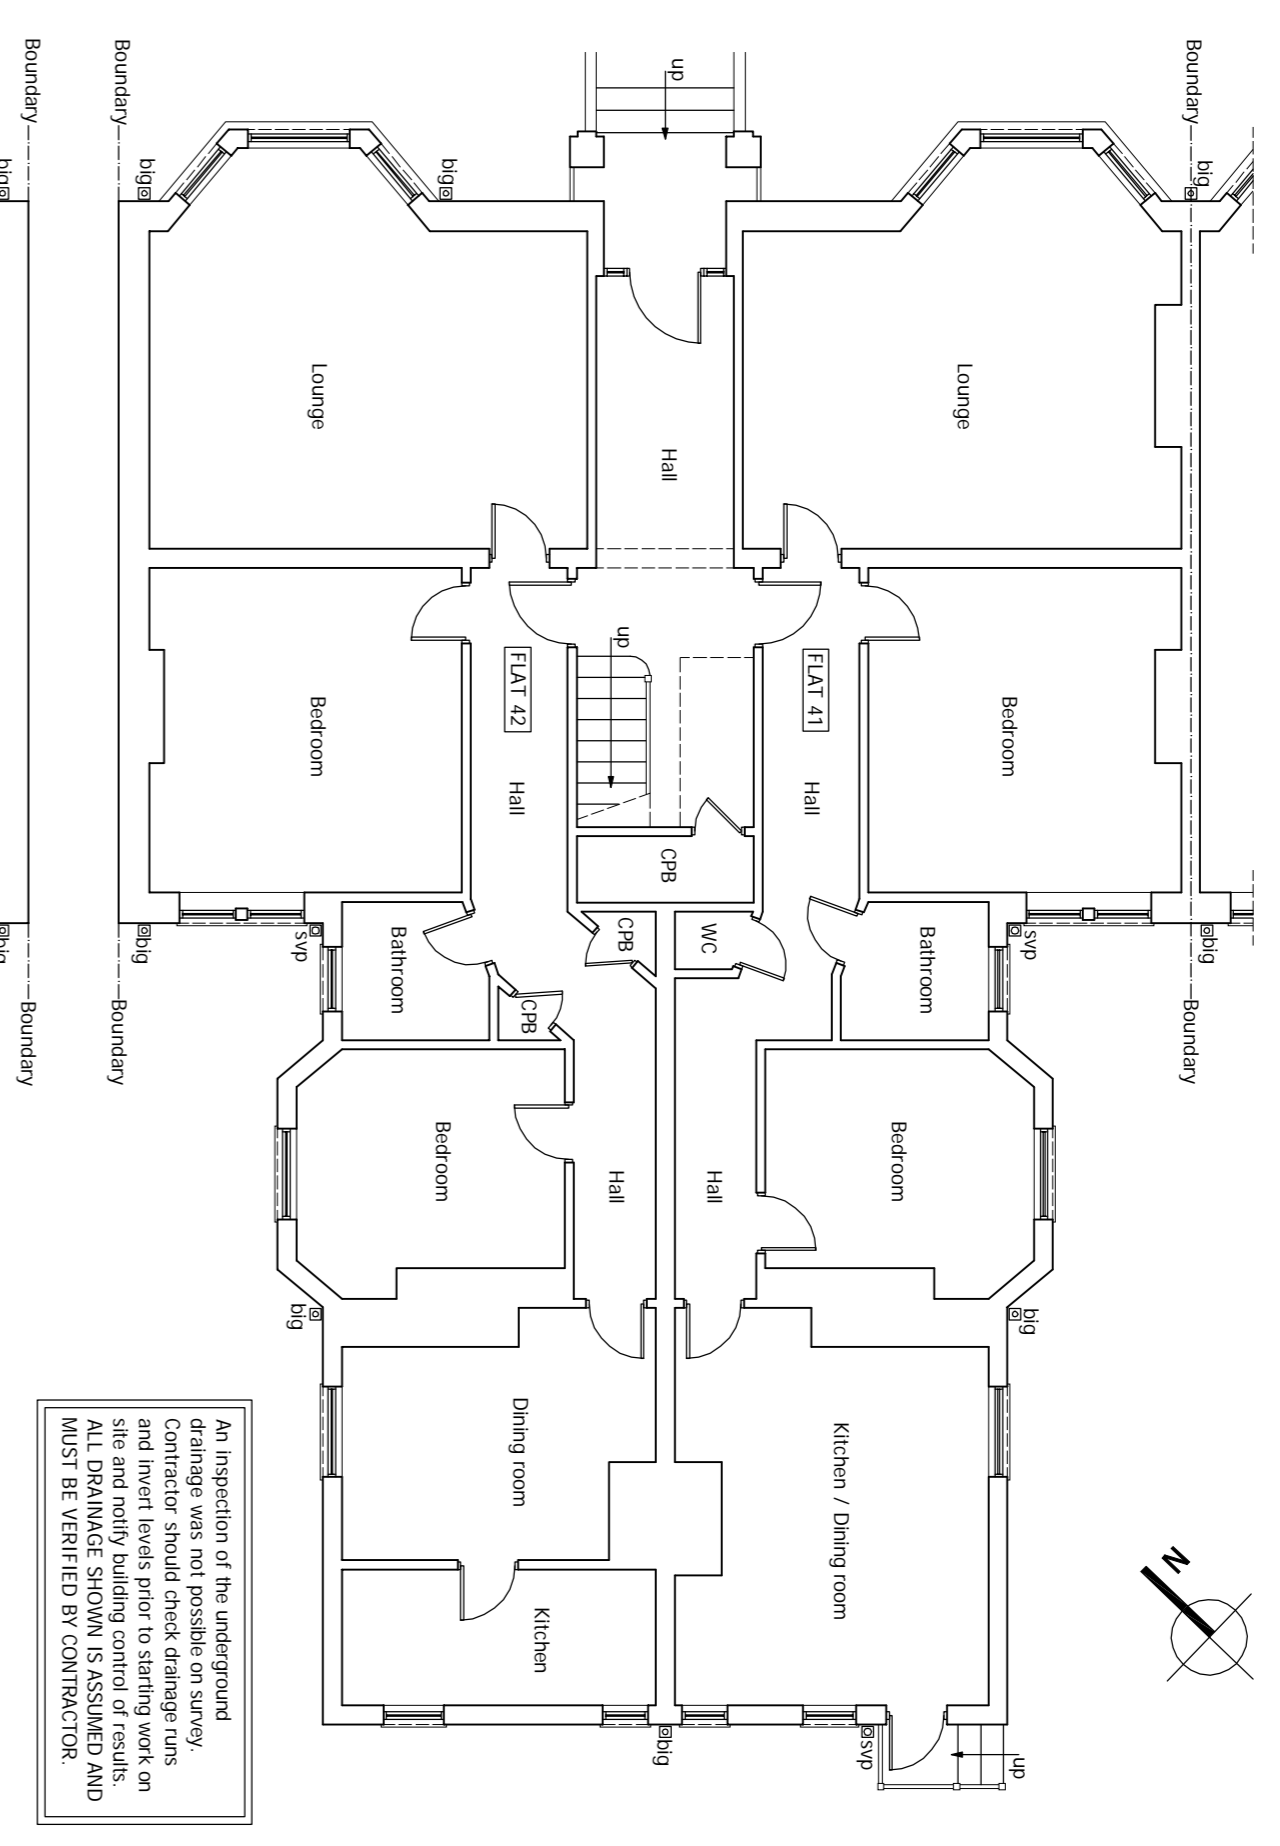 Boundary
Boundary
Boundary
big
big
big
big
up
Lounge
Hall
Lounge
up
FLAT 42
FLAT 41
Bedroom
Hall
Hall
Bedroom
CPB
big
big
svp
Bathroom
CPB
WC
Bathroom
svp
big
CPB
Boundary
Boundary
Boundary
Bedroom
Hall
Hall
Bedroom
big
big
Dining room
Kitchen / Dining room
Kitchen
big
svp
up
N
An inspection of the underground
drainage was not possible on survey.
Contractor should check drainage runs
and invert levels prior to starting work on
site and notify building control of results.
ALL DRAINAGE SHOWN IS ASSUMED AND
MUST BE VERIFIED BY CONTRACTOR.